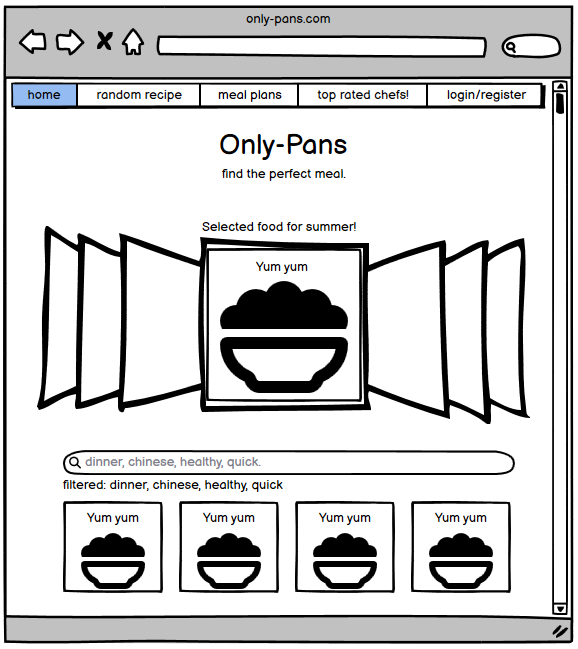 only-pans.com
home random recipe meal plans top rated chefs! login/register
Only-Pans
find the perfect meal.
Selected food for summer!
Yum yum
dinner, chinese, healthy, quick.
filtered: dinner, chinese, healthy, quick
Yum yum Yum yum Yum yum Yum yum